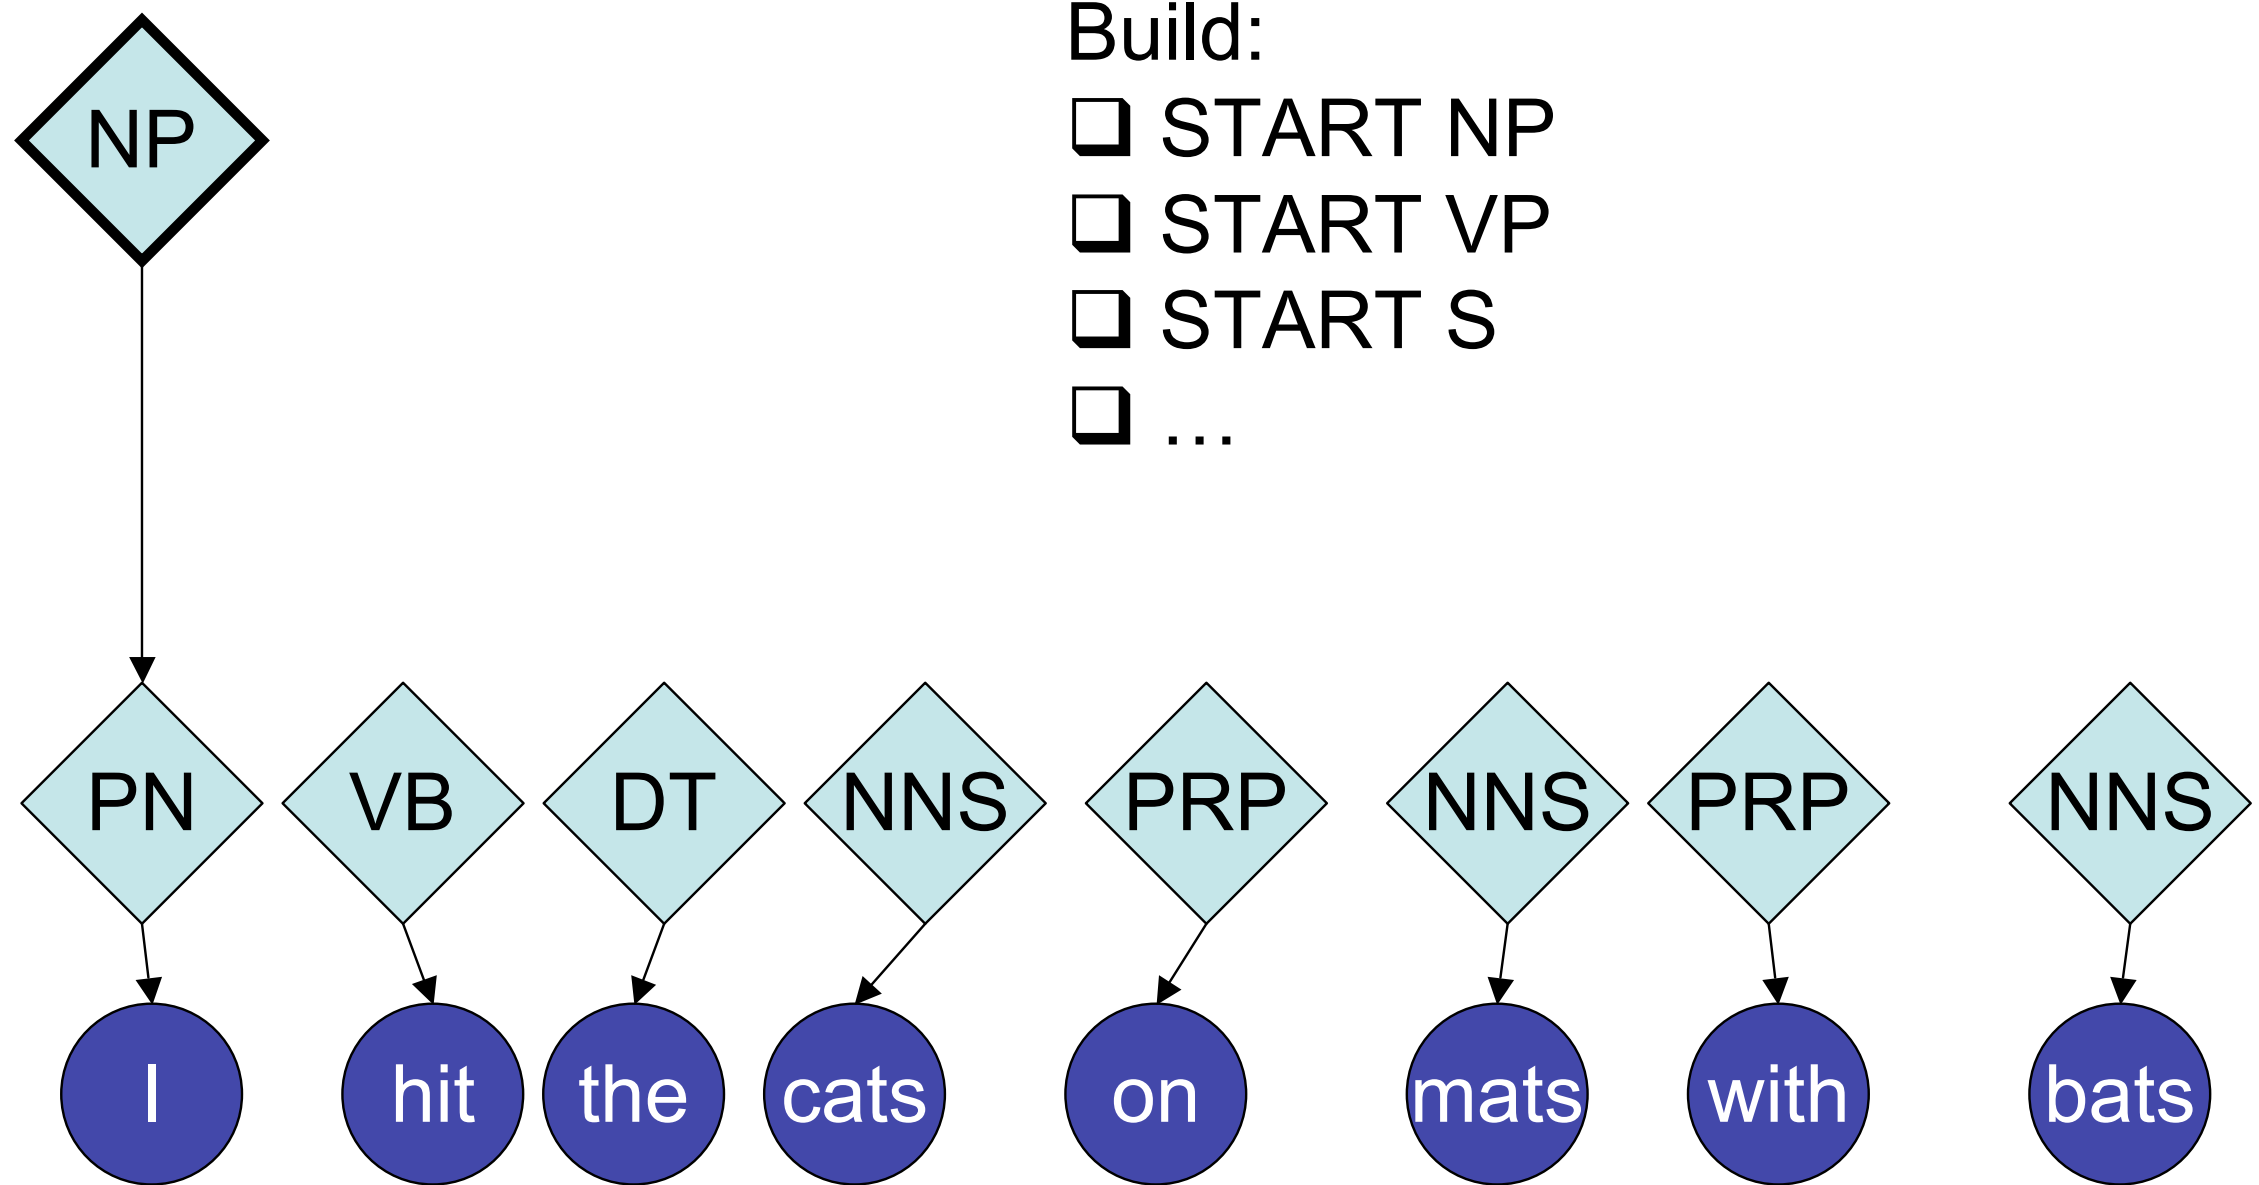 Build:
❑ START NP
❑ START VP
❑ START S
❑ …
NP
PN VB DT NNS PRP NNS PRP NNS
I hit the cats on mats with bats